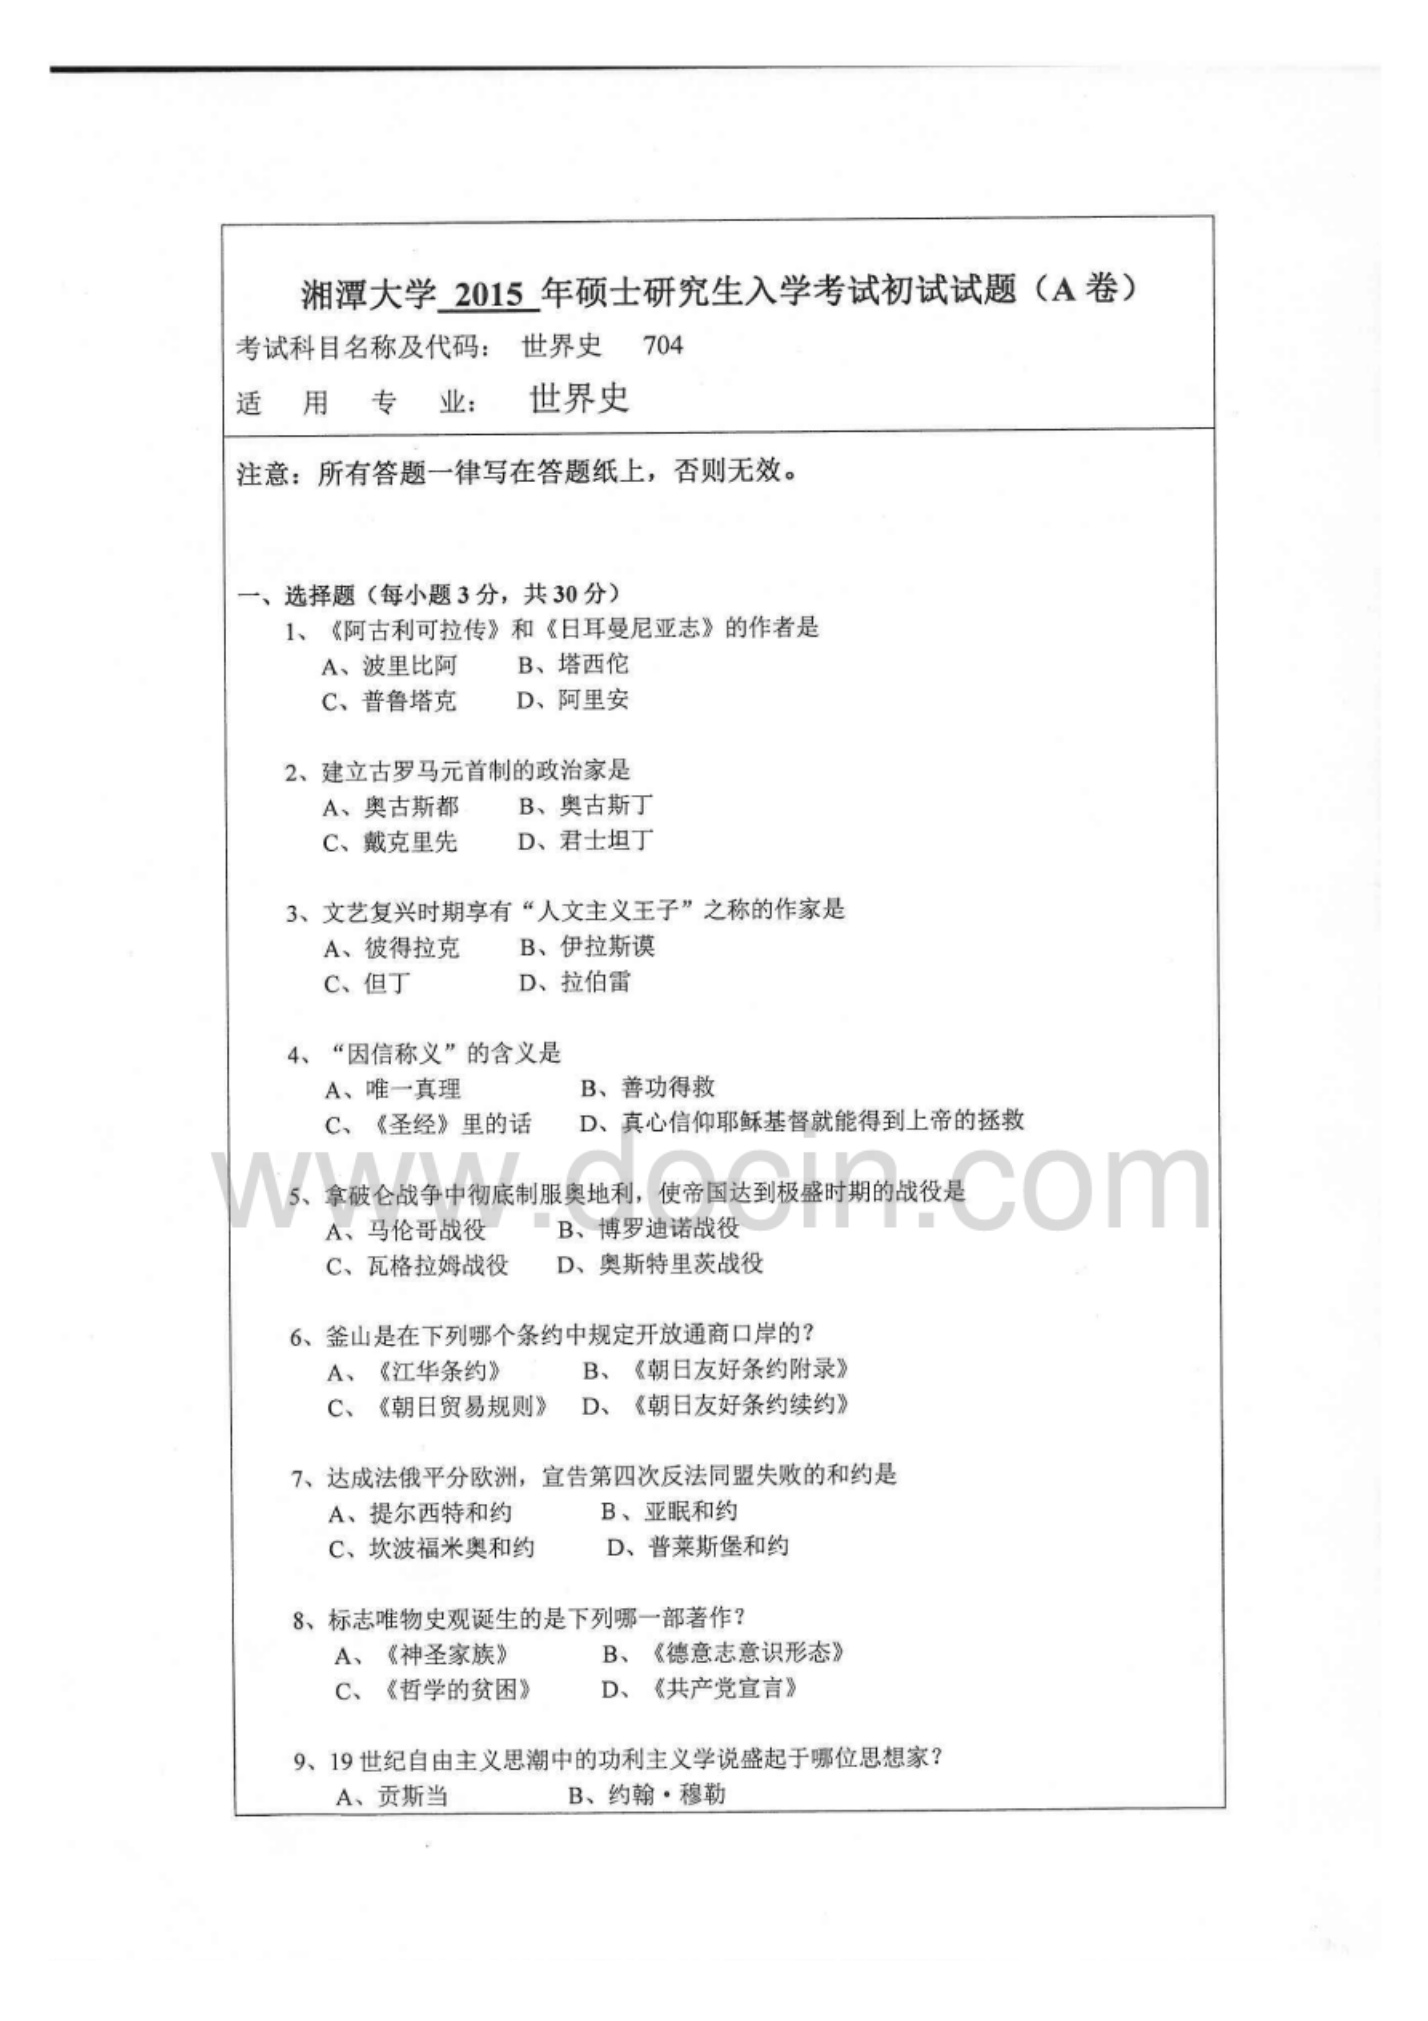 湘潭大学 2015 年硕士研究生入学考试初试试题（A 卷）
考试科目名称及代码： 世界史 704
适 用 专 业： 世界史
注意：所有答题一律写在答题纸上，否则无效。
一、选择题（每小题 3 分，共 30 分）
1、《阿古利可拉传》和《日耳曼尼亚志》的作者是
A、波里比阿 B、塔西佗
C、普鲁塔克 D、阿里安
2、建立古罗马元首制的政治家是
A、奥古斯都 B、奥古斯丁
C、戴克里先 D、君士坦丁
3、文艺复兴时期享有“人文主义王子”之称的作家是
A、彼得拉克 B、伊拉斯谟
C、但丁 D、拉伯雷
4、“因信称义”的含义是
A、唯一真理 B、善功得救
C、《圣经》里的话 D、真心信仰耶稣基督就能得到上帝的拯救
www.docin.com
5、拿破仑战争中彻底制服奥地利，使帝国达到极盛时期的战役是
A、马伦哥战役 B、博罗迪诺战役
C、瓦格拉姆战役 D、奥斯特里茨战役
6、釜山是在下列哪个条约中规定开放通商口岸的？
A、《江华条约》 B、《朝日友好条约附录》
C、《朝日贸易规则》 D、《朝日友好条约续约》
7、达成法俄平分欧洲，宣告第四次反法同盟失败的和约是
A、提尔西特和约 B、亚眠和约
C、坎波福米奥和约 D、普莱斯堡和约
8、标志唯物史观诞生的是下列哪一部著作？
A、《神圣家族》 B、《德意志意识形态》
C、《哲学的贫困》 D、《共产党宣言》
9、19 世纪自由主义思潮中的功利主义学说盛起于哪位思想家？
A、贡斯当 B、约翰·穆勒